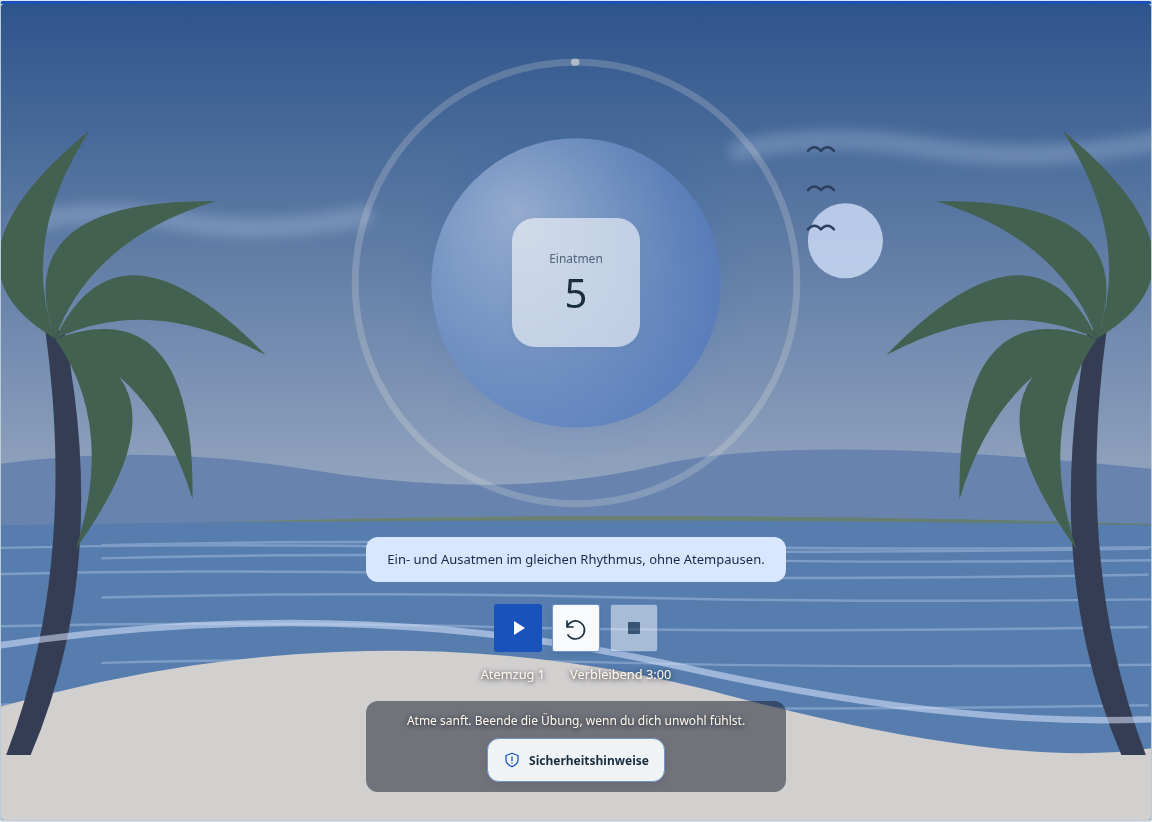 Einatmen
5
Ein- und Ausatmen im gleichen Rhythmus, ohne Atempausen.
Atemzug 1 Verbleibend 3:00
Atme sanft. Beende die Übung, wenn du dich unwohl fühlst.
Sicherheitshinweise